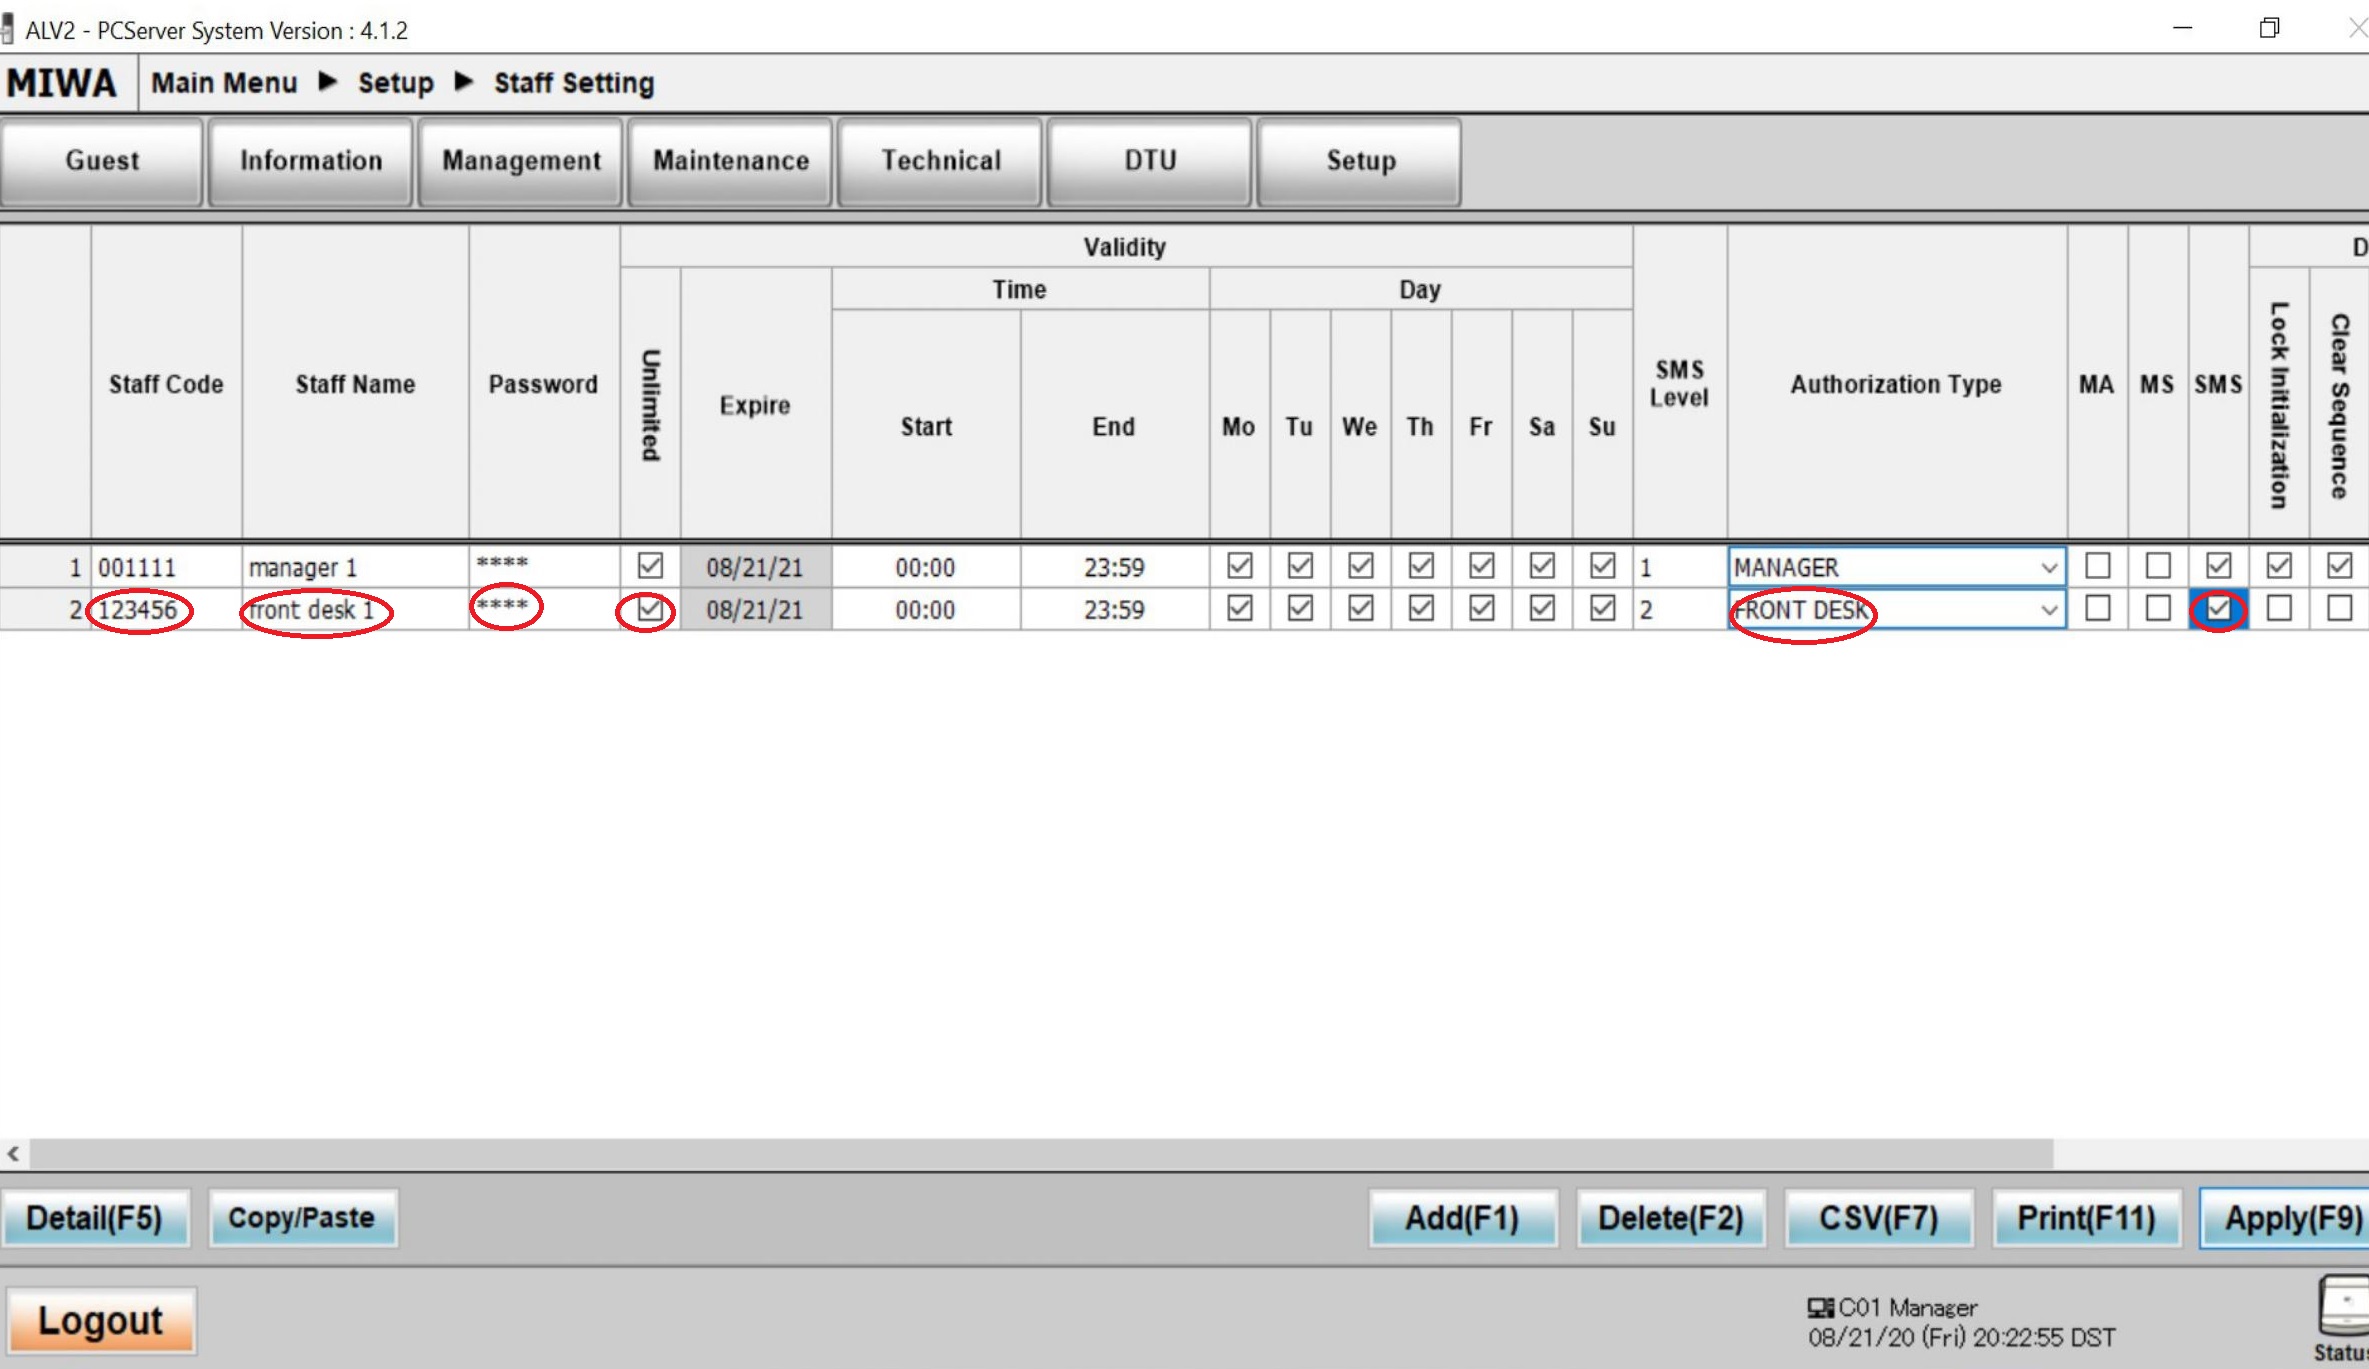 ALV2 - PCServer System Version : 4.1.2
MIWA Main Menu ▶ Setup ▶ Staff Setting
Guest Information Management Maintenance Technical DTU Setup
Validity D
Time Day
Staff Code Staff Name Password Unlimited Expire Start End Mo Tu We Th Fr Sa Su SMS Level Authorization Type MA MS SMS Lock Initialization Clear Sequence
1 001111 manager 1 **** 08/21/21 00:00 23:59 1 MANAGER
2 123456 front desk 1 **** 08/21/21 00:00 23:59 2 FRONT DESK
Detail(F5) Copy/Paste Add(F1) Delete(F2) CSV(F7) Print(F11) Apply(F9)
Logout
C01 Manager
08/21/20 (Fri) 20:22:55 DST
Status